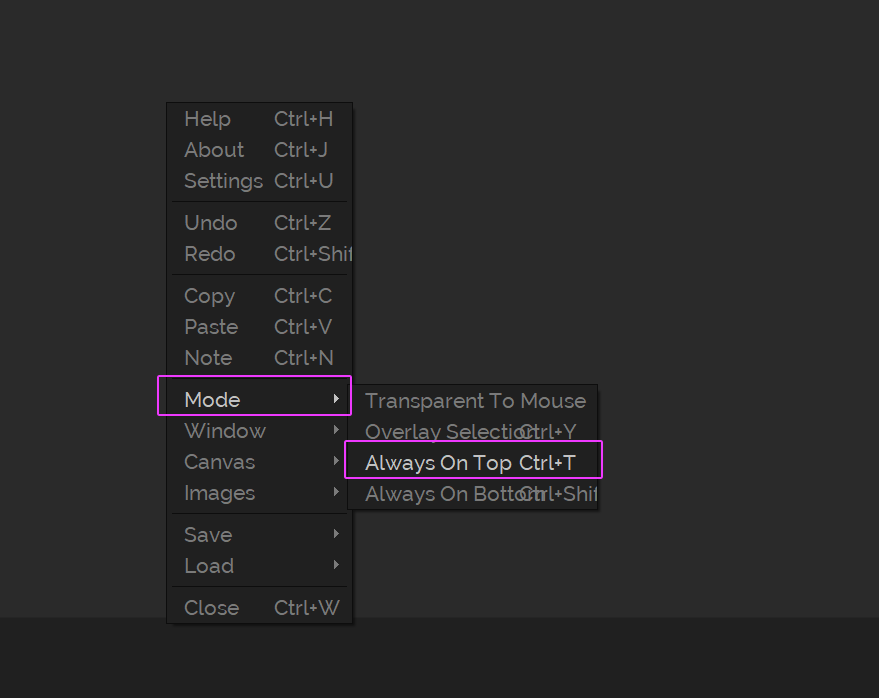 Help Ctrl+H
About Ctrl+J
Settings Ctrl+U
Undo Ctrl+Z
Redo Ctrl+Shif
Copy Ctrl+C
Paste Ctrl+V
Note Ctrl+N
Mode
Window
Canvas
Images
Save
Load
Close Ctrl+W
Transparent To Mouse
Overlay Selection Ctrl+Y
Always On Top Ctrl+T
Always On Bottom Ctrl+Shif